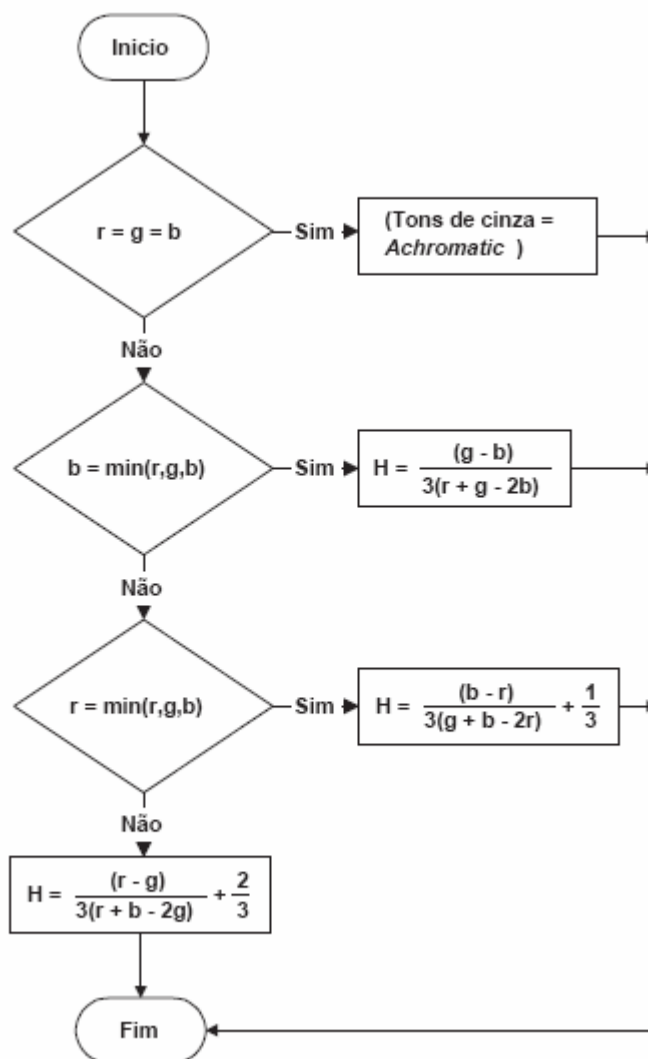 Inicio
r = g = b
Sim
(Tons de cinza =
Achromatic )
Não
b = min(r,g,b)
Sim
H = (g - b) / 3(r + g - 2b)
Não
r = min(r,g,b)
Sim
H = (b - r) / 3(g + b - 2r) + 1/3
Não
H = (r - g) / 3(r + b - 2g) + 2/3
Fim